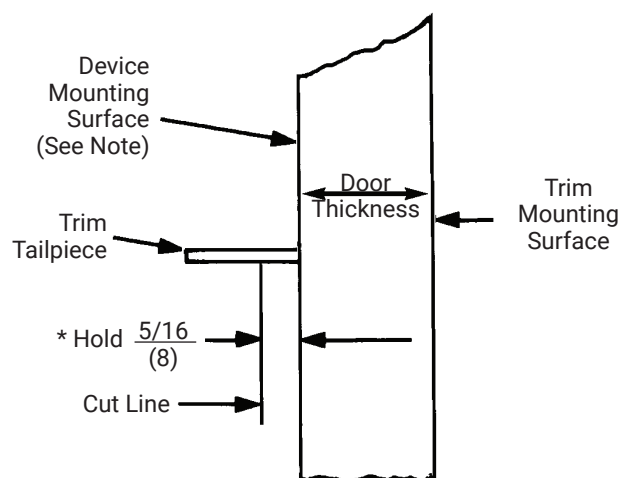 Device
Mounting
Surface
(See Note)
Door
Thickness
Trim
Mounting
Surface
Trim
Tailpiece
* Hold 5/16
(8)
Cut Line